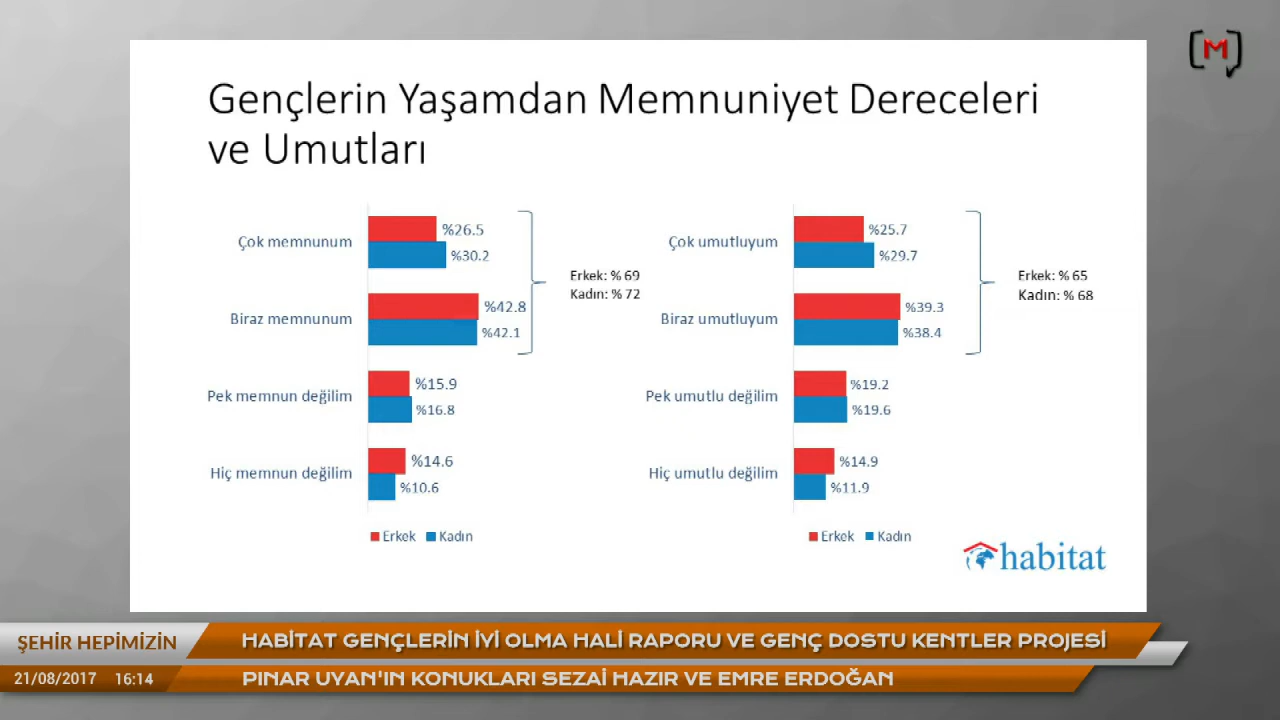 [M]
Gençlerin Yaşamdan Memnuniyet Dereceleri
ve Umutları
Çok memnunum
%26.5
%30.2
Biraz memnunum
%42.8
%42.1
Pek memnun değilim
%15.9
%16.8
Hiç memnun değilim
%14.6
%10.6
Erkek: % 69
Kadın: % 72
Erkek Kadın
Çok umutluyum
%25.7
%29.7
Biraz umutluyum
%39.3
%38.4
Pek umutlu değilim
%19.2
%19.6
Hiç umutlu değilim
%14.9
%11.9
Erkek: % 65
Kadın: % 68
Erkek Kadın
habitat
ŞEHİR HEPİMİZİN
HABİTAT GENÇLERİN İYİ OLMA HALİ RAPORU VE GENÇ DOSTU KENTLER PROJESİ
21/08/2017 16:14
PINAR UYAN'IN KONUKLARI SEZAİ HAZIR VE EMRE ERDOĞAN